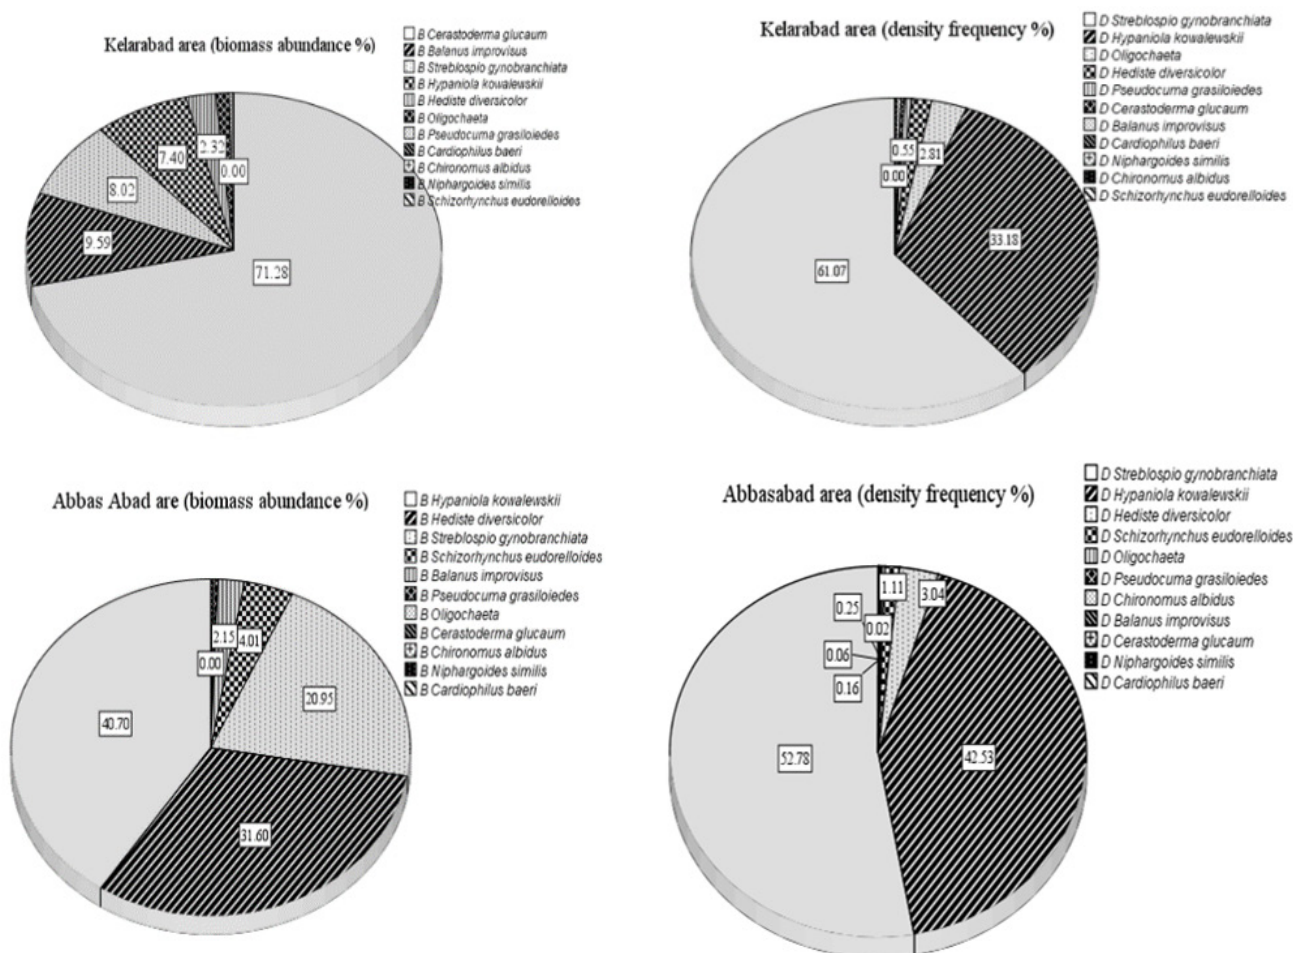 Kelarabad area (biomass abundance %)
B Cerastoderma glucaum
B Balanus improvisus
B Streblospio gynobranchiata
B Hypaniola kowalewskii
B Hediste diversicolor
B Oligochaeta
B Pseudocuma grasiloiedes
B Cardiophilus baeri
B Chironomus albidus
B Niphargoides similis
B Schizorhynchus eudorelloides
2.32
7.40
0.00
8.02
9.59
71.28
Kelarabad area (density frequency %)
D Streblospio gynobranchiata
D Hypaniola kowalewskii
D Oligochaeta
D Hediste diversicolor
D Pseudocuma grasiloiedes
D Cerastoderma glucaum
D Balanus improvisus
D Cardiophilus baeri
D Niphargoides similis
D Chironomus albidus
D Schizorhynchus eudorelloides
0.55
2.81
0.00
33.18
61.07
Abbas Abad are (biomass abundance %)
B Hypaniola kowalewskii
B Hediste diversicolor
B Streblospio gynobranchiata
B Schizorhynchus eudorelloides
B Balanus improvisus
B Pseudocuma grasiloiedes
B Oligochaeta
B Cerastoderma glucaum
B Chironomus albidus
B Niphargoides similis
B Cardiophilus baeri
2.15
4.01
0.00
20.95
40.70
31.60
Abbasabad area (density frequency %)
D Streblospio gynobranchiata
D Hypaniola kowalewskii
D Hediste diversicolor
D Schizorhynchus eudorelloides
D Oligochaeta
D Pseudocuma grasiloiedes
D Chironomus albidus
D Balanus improvisus
D Cerastoderma glucaum
D Niphargoides similis
D Cardiophilus baeri
1.11
3.04
0.25
0.02
0.06
0.16
52.78
42.53